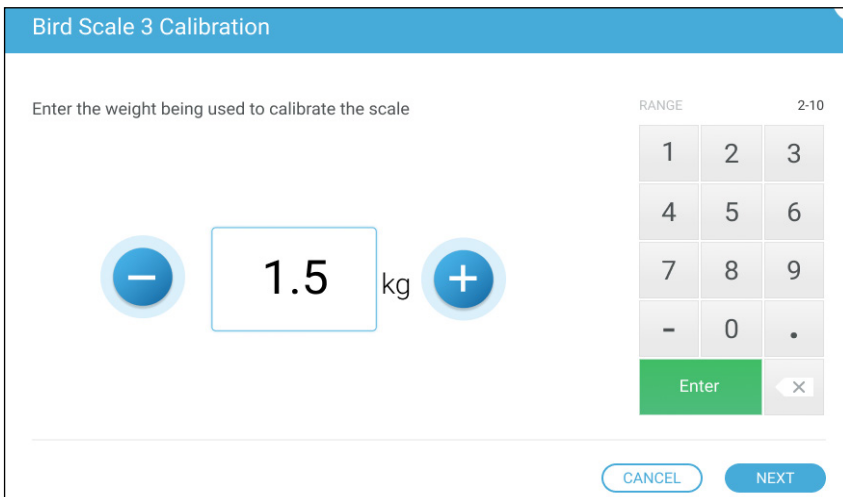 Bird Scale 3 Calibration
Enter the weight being used to calibrate the scale
RANGE 2-10
1 2 3
4 5 6
− 1.5 kg +
7 8 9
- 0 .
Enter ×
CANCEL NEXT